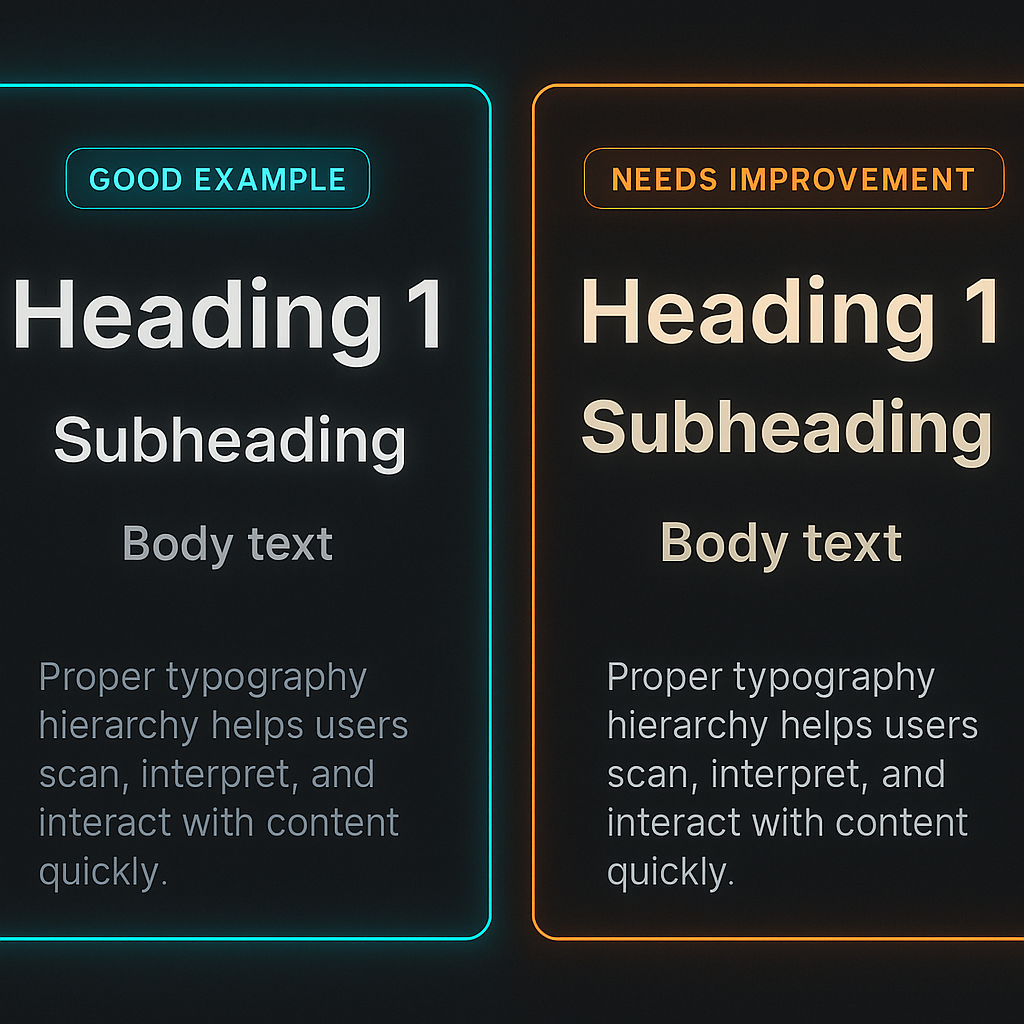 GOOD EXAMPLE
Heading 1
Subheading
Body text
Proper typography
hierarchy helps users
scan, interpret, and
interact with content
quickly.
NEEDS IMPROVEMENT
Heading 1
Subheading
Body text
Proper typography
hierarchy helps users
scan, interpret, and
interact with content
quickly.